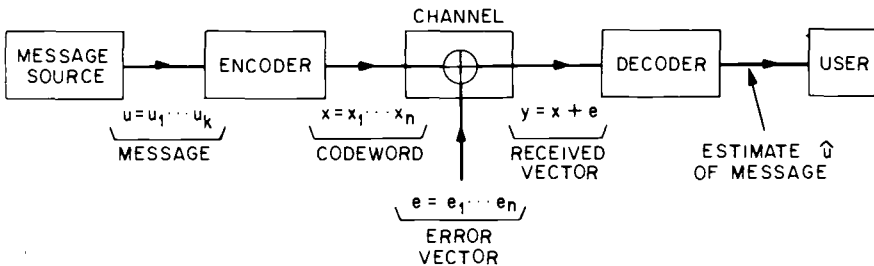 CHANNEL
MESSAGE
SOURCE
ENCODER
DECODER
USER
u = u₁ ··· uₖ
MESSAGE
x = x₁ ··· xₙ
CODEWORD
y = x + e
RECEIVED
VECTOR
ESTIMATE û
OF MESSAGE
e = e₁ ··· eₙ
ERROR
VECTOR